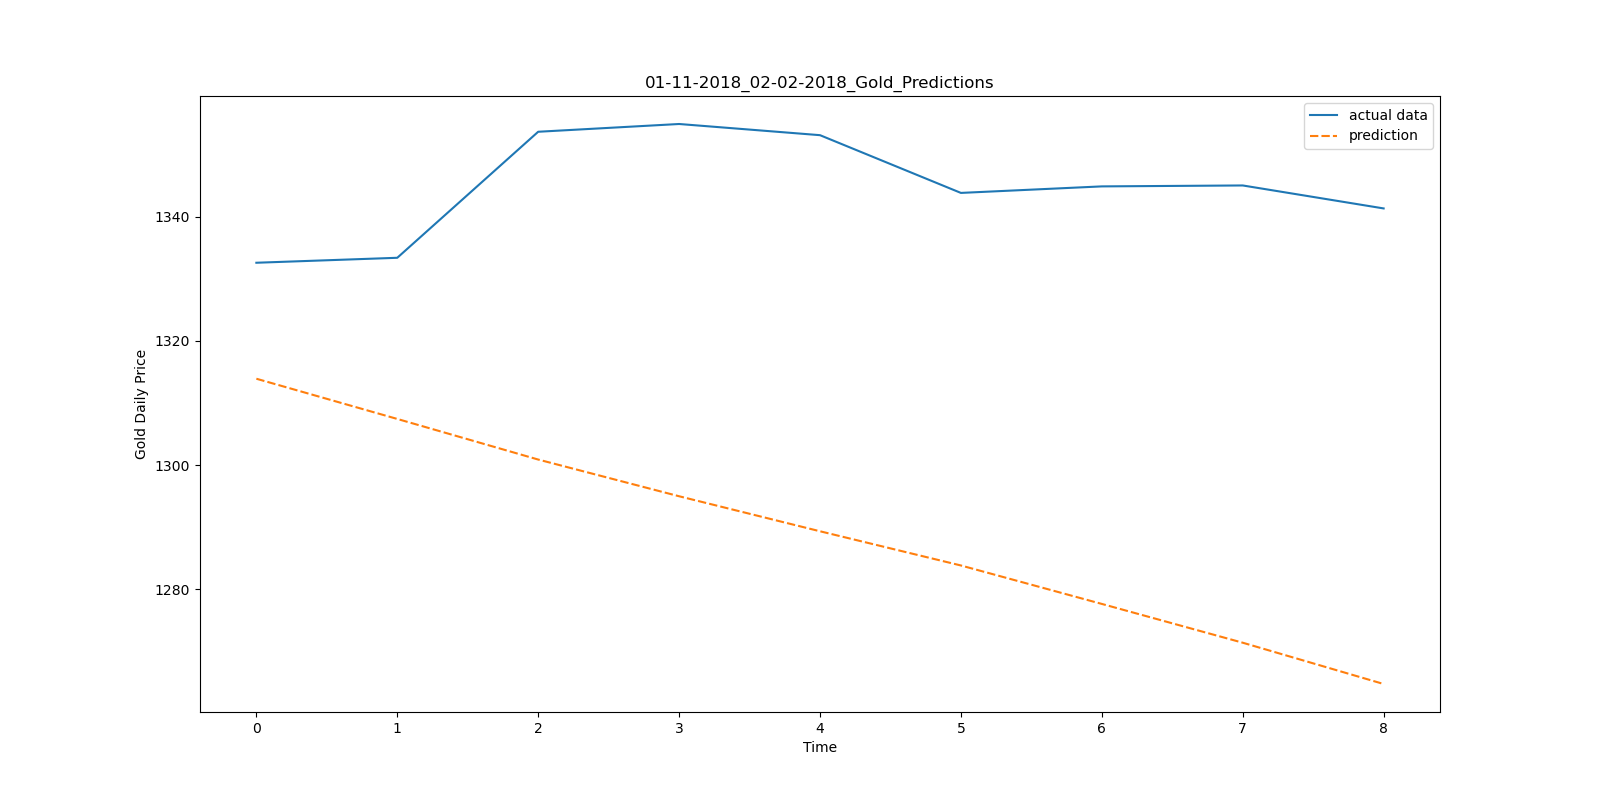 01-11-2018_02-02-2018_Gold_Predictions
actual data
prediction
1340
1320
1300
1280
Gold Daily Price
0 1 2 3 4 5 6 7 8
Time